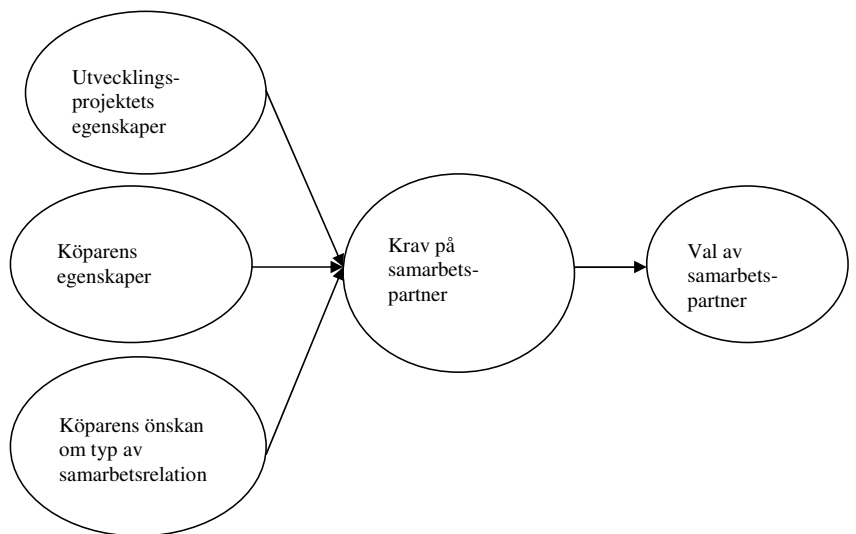 Utvecklings-
projektets
egenskaper
Köparens
egenskaper
Köparens önskan
om typ av
samarbetsrelation
Krav på
samarbets-
partner
Val av
samarbets-
partner